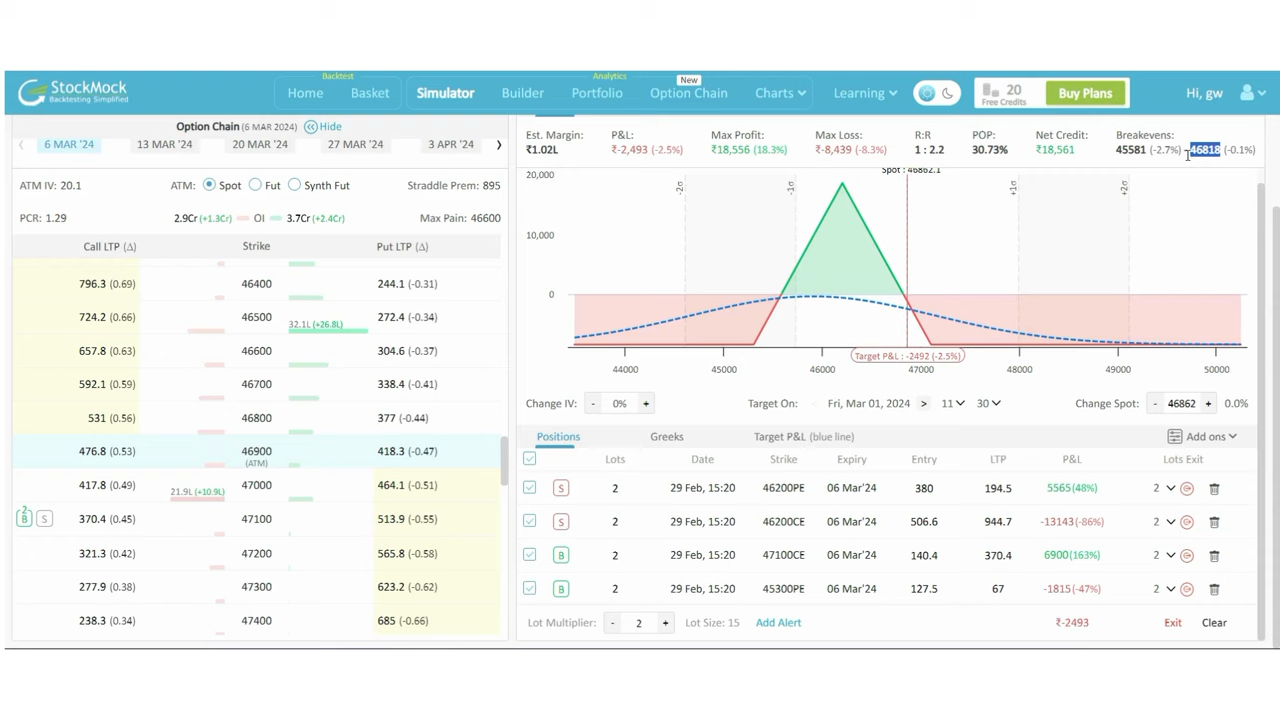 StockMock
Backtesting Simplified
Backtest
Home
Basket
Simulator
Builder
Analytics
Portfolio
New
Option Chain
Charts
Learning
20
Free Credits
Buy Plans
Hi, gw
Option Chain (6 MAR '2024)
Hide
6 MAR '24 13 MAR '24 20 MAR '24 27 MAR '24 3 APR '24
ATM IV: 20.1 ATM: Spot Fut Synth Fut Straddle Prem: 895
PCR: 1.29 2.9Cr (+1.3Cr) OI 3.7Cr (+2.4Cr) Max Pain: 46600
Call LTP (Δ) Strike Put LTP (Δ)
796.3 (0.69) 46400 244.1 (-0.31)
724.2 (0.66) 46500 32.1L (+26.8L) 272.4 (-0.34)
657.8 (0.63) 46600 304.6 (-0.37)
592.1 (0.59) 46700 338.4 (-0.41)
531 (0.56) 46800 377 (-0.44)
476.8 (0.53) 46900 418.3 (-0.47)
(ATM)
417.8 (0.49) 21.9L (+10.9L) 47000 464.1 (-0.51)
2
B S 370.4 (0.45) 47100 513.9 (-0.55)
321.3 (0.42) 47200 565.8 (-0.58)
277.9 (0.38) 47300 623.2 (-0.62)
238.3 (0.34) 47400 685 (-0.66)
Est. Margin: P&L: Max Profit: Max Loss: R:R POP: Net Credit: Breakevens:
₹1.02L ₹-2,493 (-2.5%) ₹18,556 (18.3%) ₹-8,439 (-8.3%) 1 : 2.2 30.73% ₹18,561 45581 (-2.7%) 46818 (-0.1%)
Spot : 46862.1
20,000
10,000
0
-2σ -1σ +1σ +2σ
Target P&L : -2492 (-2.5%)
44000 45000 46000 47000 48000 49000 50000
Change IV: - 0% + Target On: Fri, Mar 01, 2024 > 11 30 Change Spot: - 46862 + 0.0%
Positions Greeks Target P&L (blue line) Add ons
Lots Date Strike Expiry Entry LTP P&L Lots Exit
S 2 29 Feb, 15:20 46200PE 06 Mar'24 380 194.5 5565(48%) 2
S 2 29 Feb, 15:20 46200CE 06 Mar'24 506.6 944.7 -13143(-86%) 2
B 2 29 Feb, 15:20 47100CE 06 Mar'24 140.4 370.4 6900(163%) 2
B 2 29 Feb, 15:20 45300PE 06 Mar'24 127.5 67 -1815(-47%) 2
Lot Multiplier: - 2 + Lot Size: 15 Add Alert ₹-2493 Exit Clear